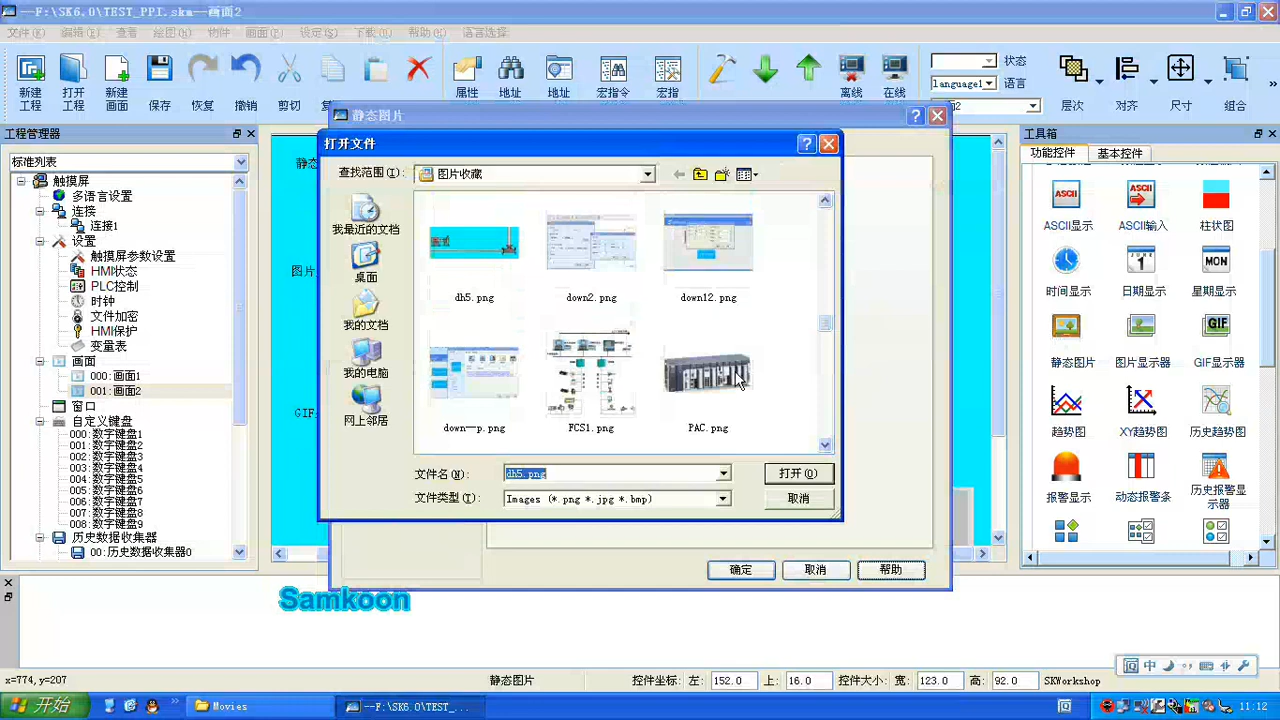 --F:\SK6.0\TEST_PPI.ska--画面2
文件(F) 编辑(E) 查看 绘图(B) 物件 画面(P) 设定(S) 下载(D) 帮助(H) 语言选择
新建工程 打开工程 新建画面 保存 恢复 撤销 剪切 属性 地址 地址 宏指令 宏指 离线 在线 状态 language1 语言 层次 对齐 尺寸 组合
工程管理器
标准列表
触摸屏
多语言设置
连接
连接1
设置
触摸屏参数设置
HMI状态
PLC控制
时钟
文件加密
HMI保护
变量表
画面
000:画面1
001:画面2
窗口
自定义键盘
000:数字键盘1
001:数字键盘2
002:数字键盘3
003:数字键盘4
004:数字键盘5
005:数字键盘6
006:数字键盘7
007:数字键盘8
008:数字键盘9
历史数据收集器
00:历史数据收集器0
静态图片
打开文件
查找范围(I): 图片收藏
我最近的文档
桌面
我的文档
我的电脑
网上邻居
dh5.png down2.png down12.png
down一p.png FCS1.png PAC.png
文件名(N): dh5.png 打开(O)
文件类型(T): Images (*.png *.jpg *.bmp) 取消
确定 取消 帮助
工具箱
功能控件 基本控件
ASCII ASCII
ASCII显示 ASCII输入 柱状图
1 MON
时间显示 日期显示 星期显示
GIF
静态图片 图片显示器 GIF显示器
趋势图 XY趋势图 历史趋势图
报警显示 动态报警条 历史报警显示器
Samkoon
x=774, y=207 静态图片 控件坐标: 左: 152.0 上: 16.0 控件大小: 宽: 123.0 高: 92.0 SKWorkshop
开始 Movies --F:\SK6.0\TEST_... 11:12